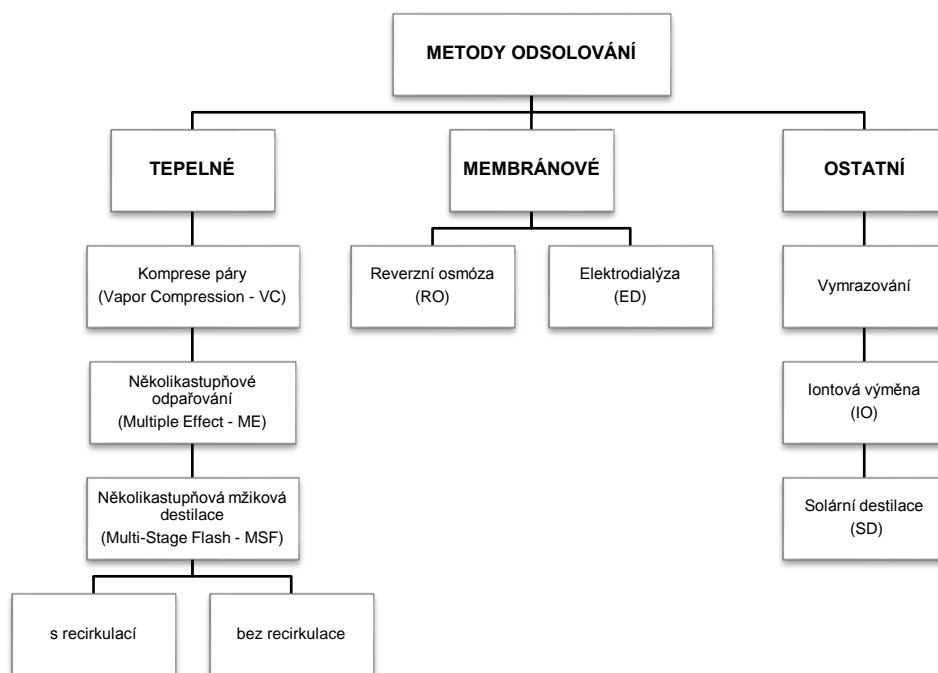 METODY ODSOLOVÁNÍ
TEPELNÉ
MEMBRÁNOVÉ
OSTATNÍ
Komprese páry
(Vapor Compression - VC)
Reverzní osmóza
(RO)
Elektrodialýza
(ED)
Vymrazování
Několikastupňové
odpařování
(Multiple Effect - ME)
Iontová výměna
(IO)
Několikastupňová mžiková
destilace
(Multi-Stage Flash - MSF)
Solární destilace
(SD)
s recirkulací
bez recirkulace